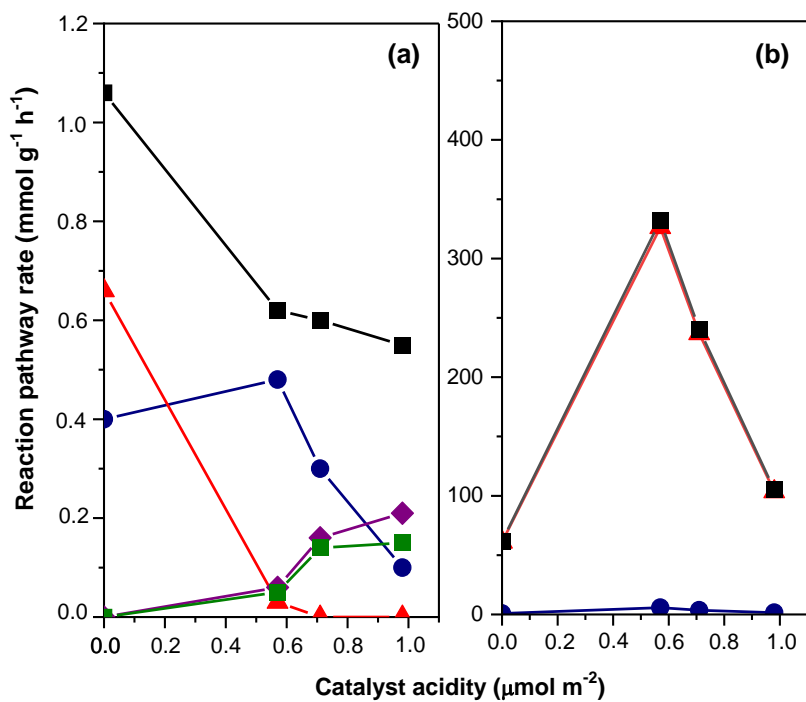 (a)
(b)
Reaction pathway rate (mmol g⁻¹ h⁻¹)
1.2
1.0
0.8
0.6
0.4
0.2
0.0
0.0 0.2 0.4 0.6 0.8 1.0
500
400
300
200
100
0
0.0 0.2 0.4 0.6 0.8 1.0
Catalyst acidity (μmol m⁻²)